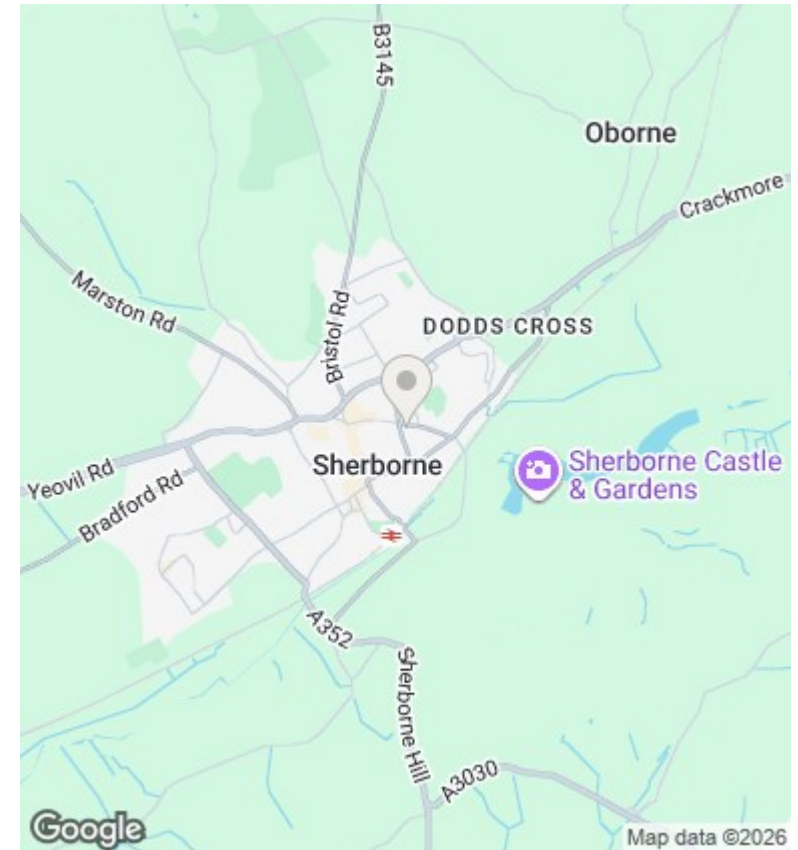 B3145
Oborne
Crackmore
Marston Rd
Bristol Rd
DODDS CROSS
Sherborne
Sherborne Castle
& Gardens
Yeovil Rd
Bradford Rd
A352
Sherborne Hill
A3030
Google
Map data ©2026